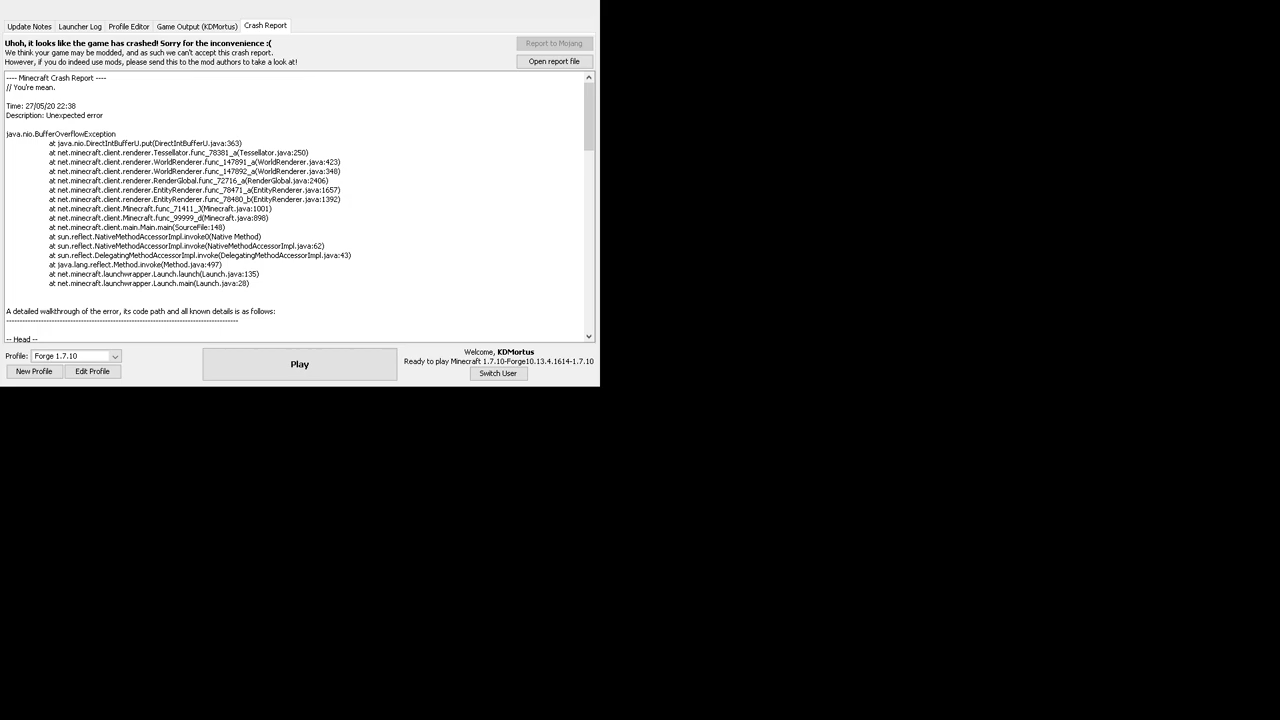 Update Notes Launcher Log Profile Editor Game Output (KDMortus) Crash Report
Uhoh, it looks like the game has crashed! Sorry for the inconvenience :(
We think your game may be modded, and as such we can't accept this crash report.
However, if you do indeed use mods, please send this to the mod authors to take a look at!
Report to Mojang
Open report file
---- Minecraft Crash Report ----
// You're mean.
Time: 27/05/20 22:38
Description: Unexpected error
java.nio.BufferOverflowException
at java.nio.DirectIntBufferU.put(DirectIntBufferU.java:363)
at net.minecraft.client.renderer.Tessellator.func_78381_a(Tessellator.java:250)
at net.minecraft.client.renderer.WorldRenderer.func_147891_a(WorldRenderer.java:423)
at net.minecraft.client.renderer.WorldRenderer.func_147892_a(WorldRenderer.java:348)
at net.minecraft.client.renderer.RenderGlobal.func_72716_a(RenderGlobal.java:2406)
at net.minecraft.client.renderer.EntityRenderer.func_78471_a(EntityRenderer.java:1657)
at net.minecraft.client.renderer.EntityRenderer.func_78480_b(EntityRenderer.java:1392)
at net.minecraft.client.Minecraft.func_71411_J(Minecraft.java:1001)
at net.minecraft.client.Minecraft.func_99999_d(Minecraft.java:898)
at net.minecraft.client.main.Main.main(SourceFile:148)
at sun.reflect.NativeMethodAccessorImpl.invoke0(Native Method)
at sun.reflect.NativeMethodAccessorImpl.invoke(NativeMethodAccessorImpl.java:62)
at sun.reflect.DelegatingMethodAccessorImpl.invoke(DelegatingMethodAccessorImpl.java:43)
at java.lang.reflect.Method.invoke(Method.java:497)
at net.minecraft.launchwrapper.Launch.launch(Launch.java:135)
at net.minecraft.launchwrapper.Launch.main(Launch.java:28)
A detailed walkthrough of the error, its code path and all known details is as follows:
---------------------------------------------------------------------------------------
-- Head --
Profile: Forge 1.7.10
New Profile Edit Profile
Play
Welcome, KDMortus
Ready to play Minecraft 1.7.10-Forge10.13.4.1614-1.7.10
Switch User